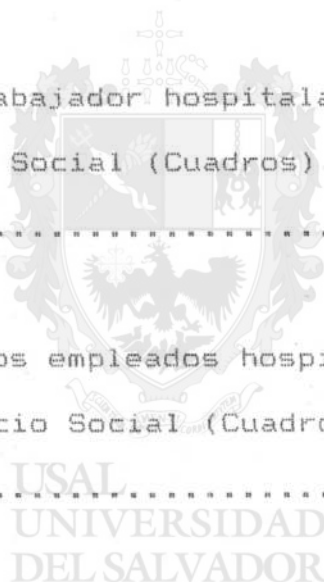 abajador hospitala
Social (Cuadros)
os empleados hospi
cio Social (Cuadro
USAL
UNIVERSIDAD
DEL SALVADOR